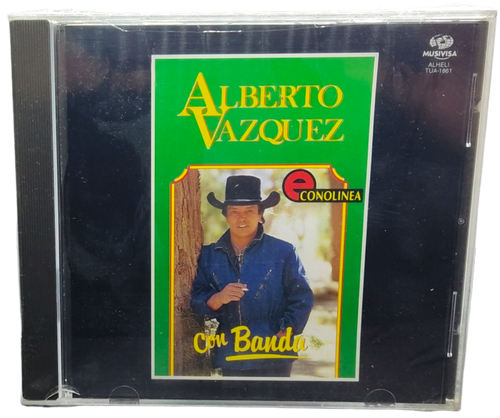 MUSIVISA
ALHELI
TUA-1861
ALBERTO
VAZQUEZ
eCONOLINEA
con Banda